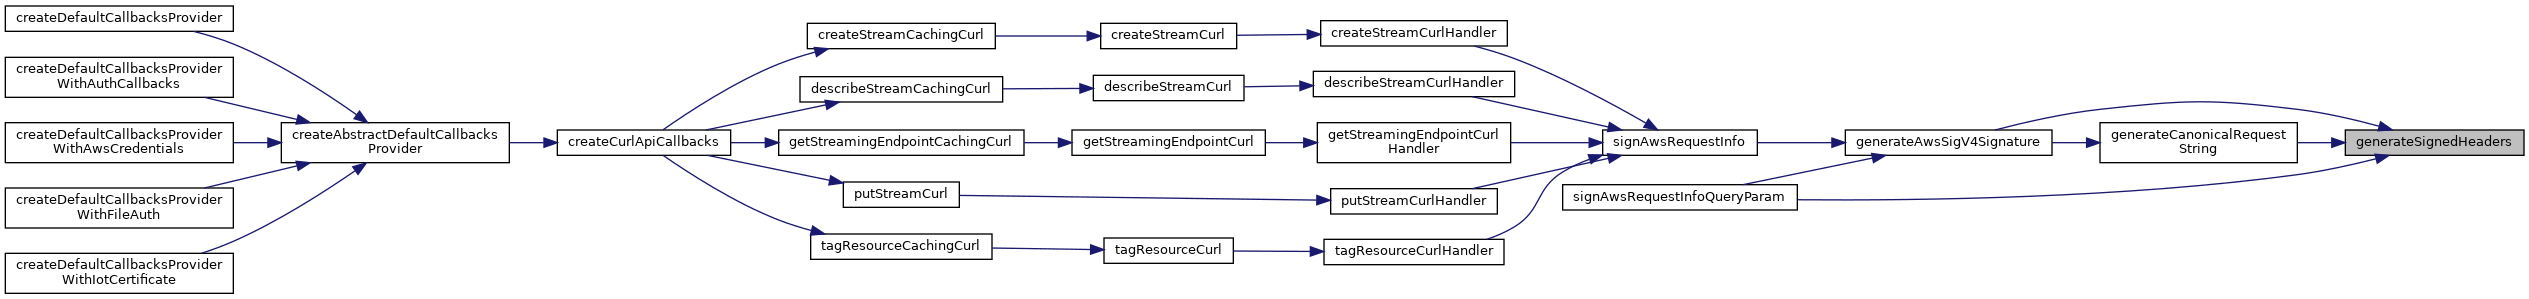 createDefaultCallbacksProvider
createDefaultCallbacksProvider
WithAuthCallbacks
createDefaultCallbacksProvider
WithAwsCredentials
createDefaultCallbacksProvider
WithFileAuth
createDefaultCallbacksProvider
WithIotCertificate
createAbstractDefaultCallbacks
Provider
createCurlApiCallbacks
createStreamCachingCurl
describeStreamCachingCurl
getStreamingEndpointCachingCurl
putStreamCurl
tagResourceCachingCurl
createStreamCurl
describeStreamCurl
getStreamingEndpointCurl
tagResourceCurl
createStreamCurlHandler
describeStreamCurlHandler
getStreamingEndpointCurl
Handler
putStreamCurlHandler
tagResourceCurlHandler
signAwsRequestInfo
signAwsRequestInfoQueryParam
generateAwsSigV4Signature
generateCanonicalRequest
String
generateSignedHeaders